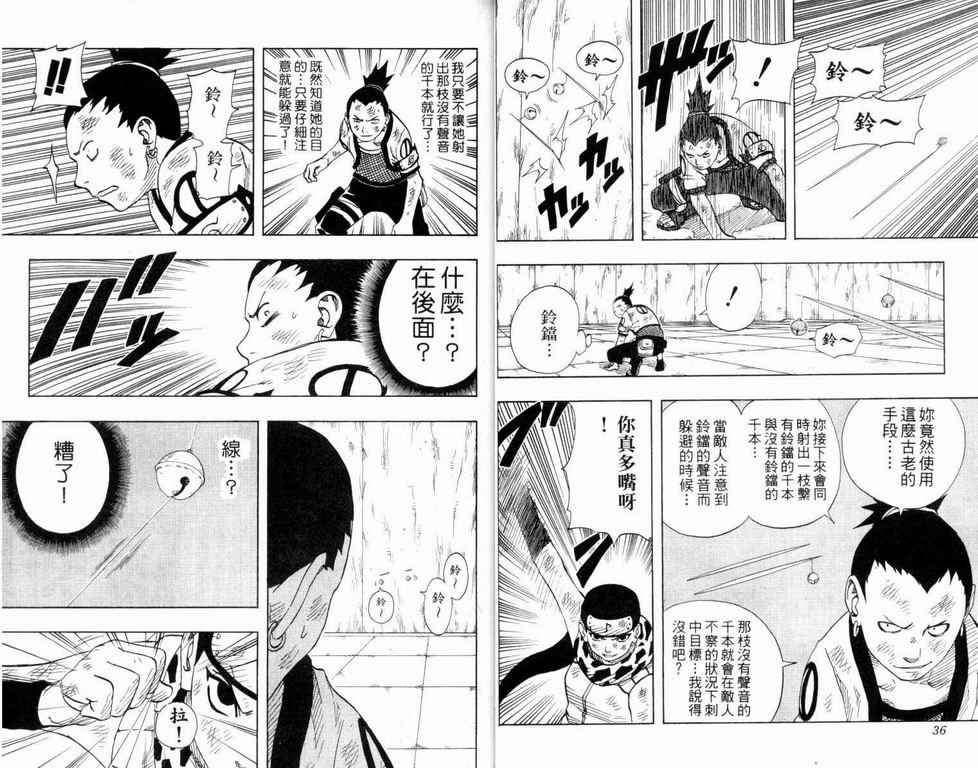 鈴～
鈴～
！
鈴～
鈴～
ザザッ
カッ
カッ
！
鈴～
鈴鐺…
妳竟然使用
這麼古老的
手段……
妳接下來會同
時射出一枝繫
有鈴鐺的千本
與沒有鈴鐺的
千本…
當敵人注意到
鈴鐺的聲音而
躲避的時候…
那枝沒有聲音的
千本就會在敵人
不察的狀況下刺
中目標…我說得
沒錯吧？
你真多嘴呀
！
36
我只要不讓她射
出那枝沒有聲音
的千本就行了…
既然知道她的目
的…只要仔細注
意就能躲過了！
!!
鈴～
鈴～
什麼…？
在後面？
鈴～
鈴～
鈴～
線…？
糟了！
拉！